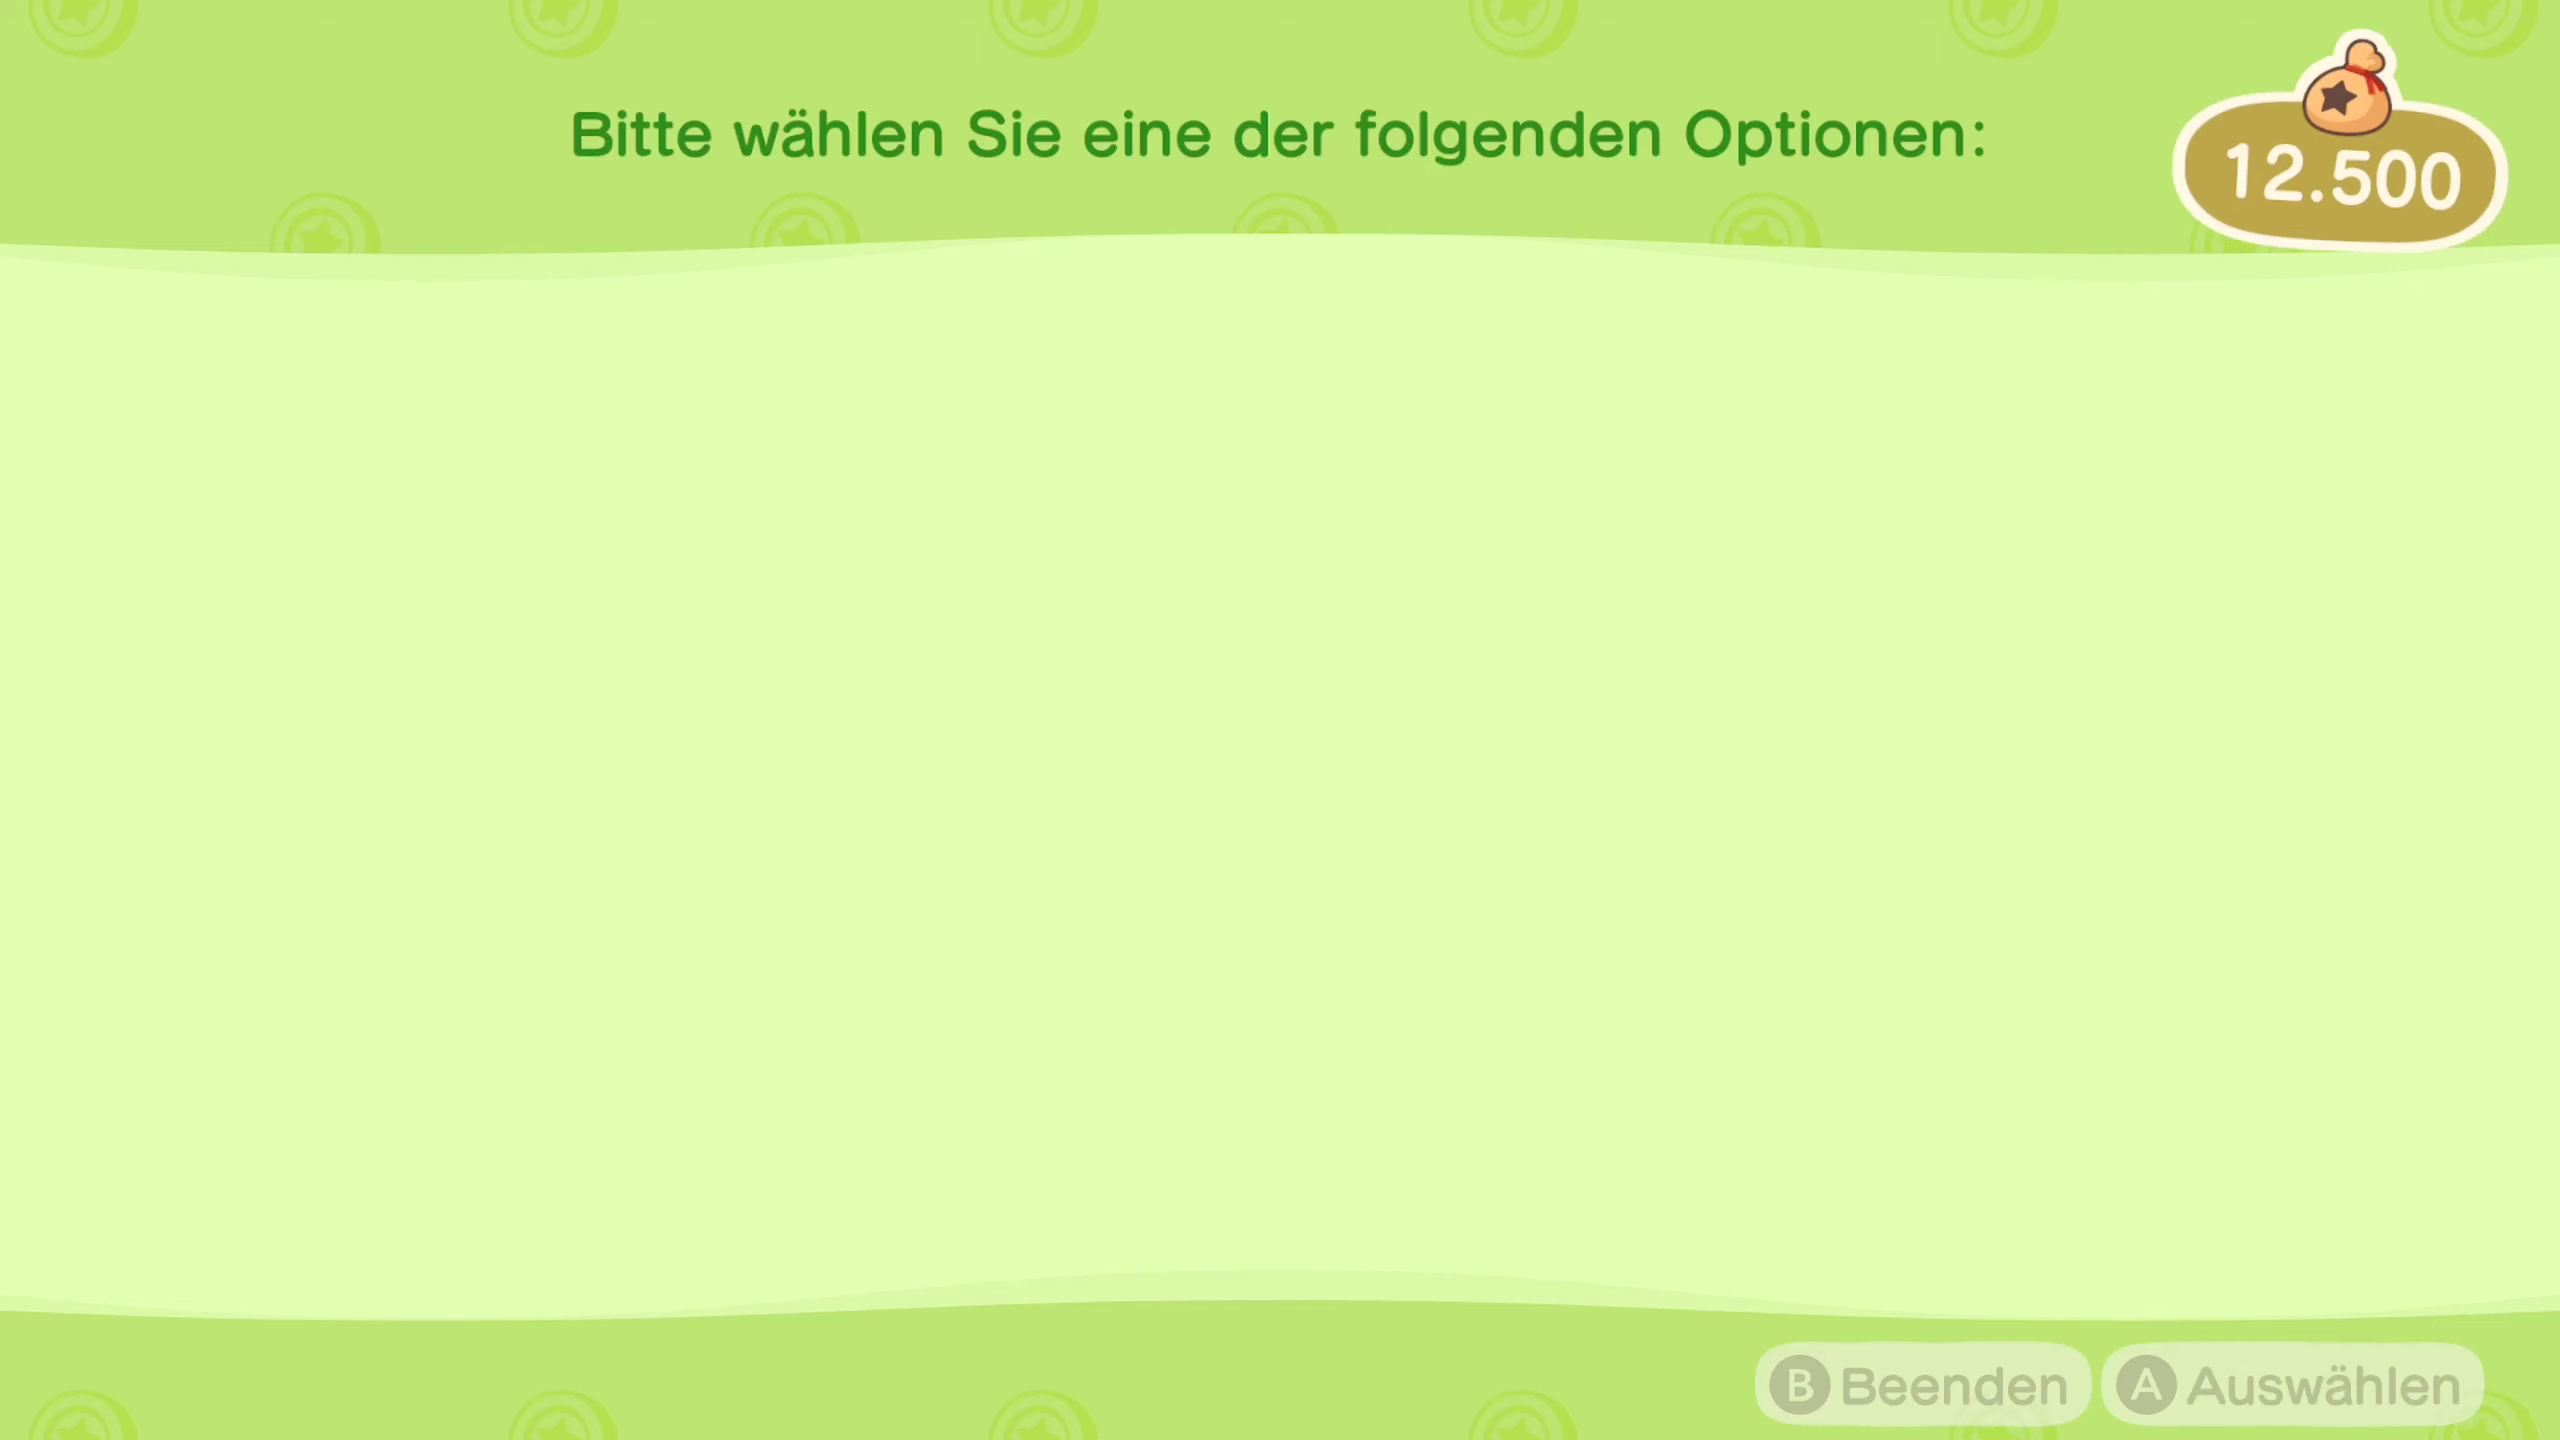 Bitte wählen Sie eine der folgenden Optionen:
12.500
B Beenden
A Auswählen